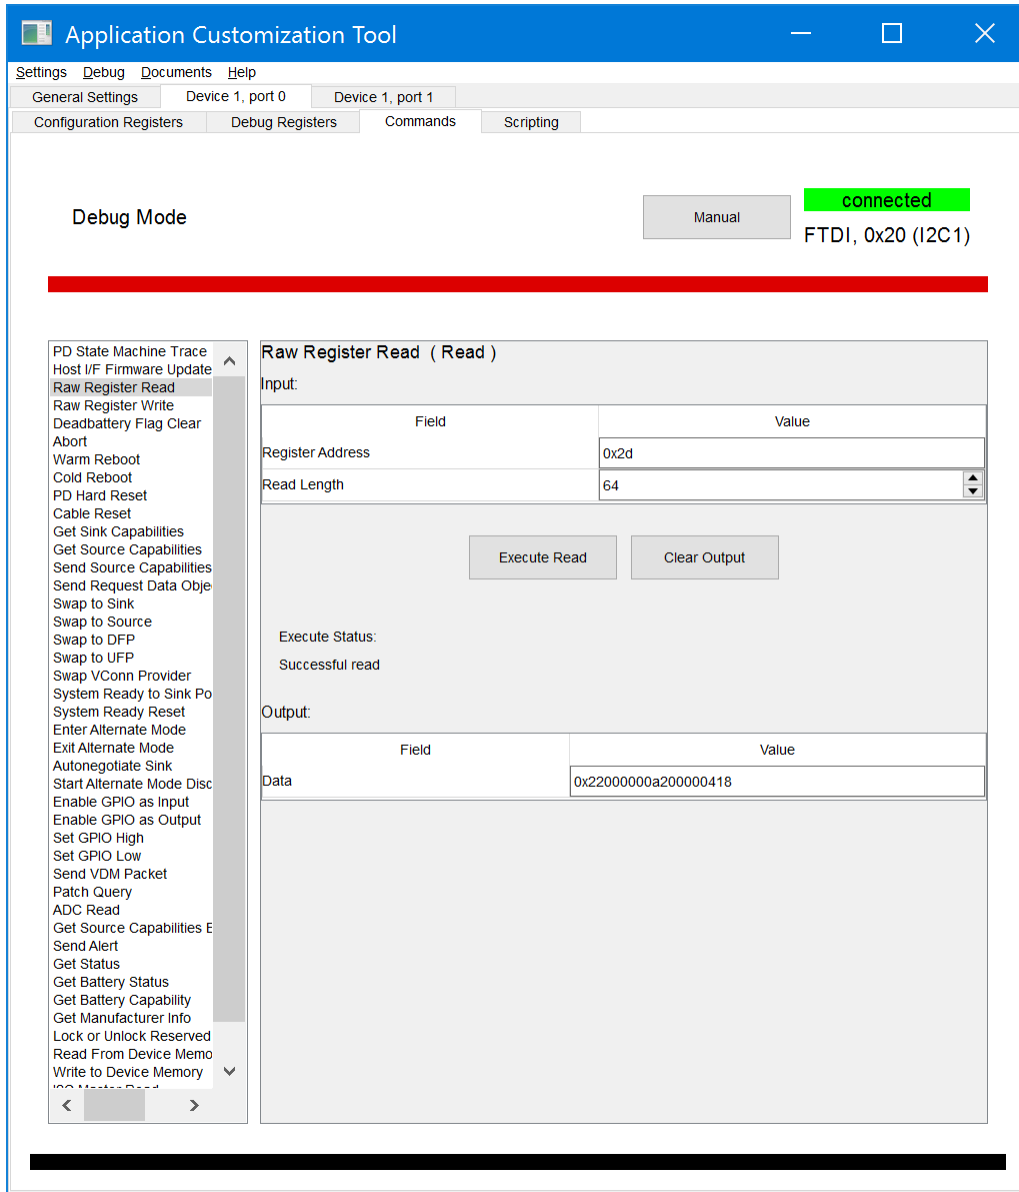 Application Customization Tool
Settings Debug Documents Help
General Settings Device 1, port 0 Device 1, port 1
Configuration Registers Debug Registers Commands Scripting
Debug Mode
Manual
connected
FTDI, 0x20 (I2C1)
PD State Machine Trace
Host I/F Firmware Update
Raw Register Read
Raw Register Write
Deadbattery Flag Clear
Abort
Warm Reboot
Cold Reboot
PD Hard Reset
Cable Reset
Get Sink Capabilities
Get Source Capabilities
Send Source Capabilities
Send Request Data Obje
Swap to Sink
Swap to Source
Swap to DFP
Swap to UFP
Swap VConn Provider
System Ready to Sink Po
System Ready Reset
Enter Alternate Mode
Exit Alternate Mode
Autonegotiate Sink
Start Alternate Mode Disc
Enable GPIO as Input
Enable GPIO as Output
Set GPIO High
Set GPIO Low
Send VDM Packet
Patch Query
ADC Read
Get Source Capabilities E
Send Alert
Get Status
Get Battery Status
Get Battery Capability
Get Manufacturer Info
Lock or Unlock Reserved
Read From Device Memo
Write to Device Memory
Raw Register Read ( Read )
Input:
Field Value
Register Address 0x2d
Read Length 64
Execute Read Clear Output
Execute Status:
Successful read
Output:
Field Value
Data 0x22000000a200000418